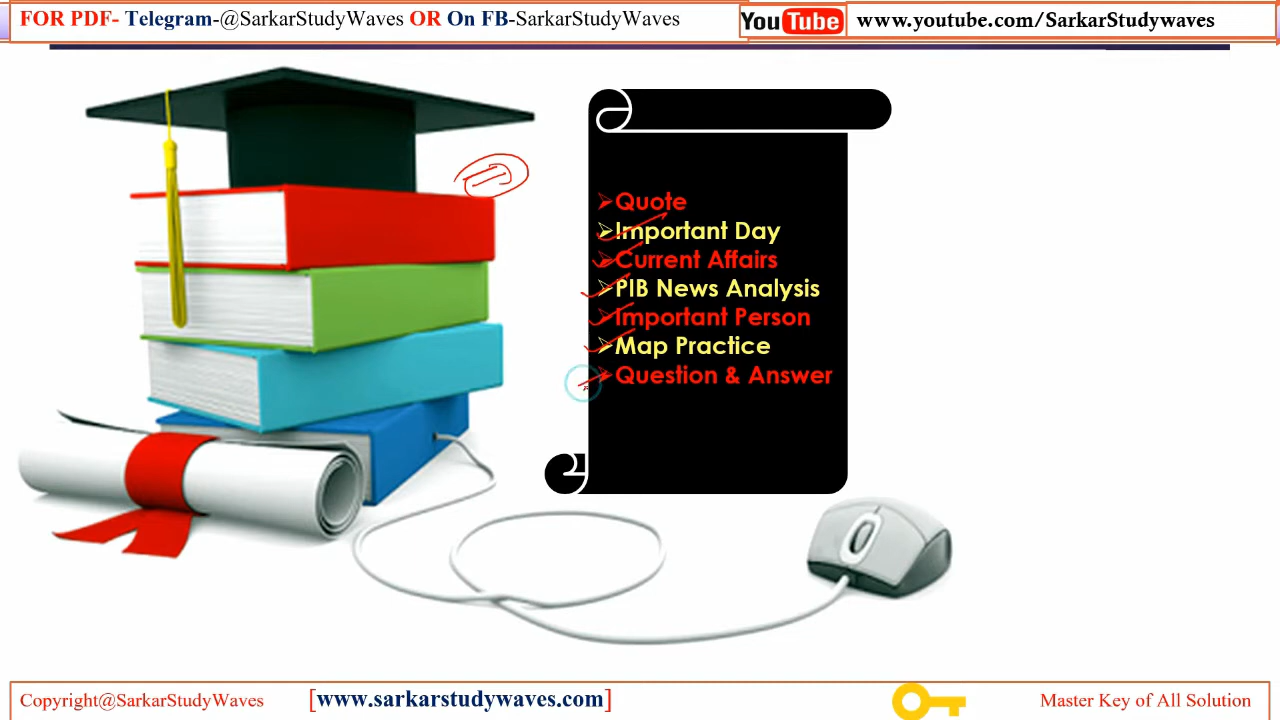 FOR PDF- Telegram-@SarkarStudyWaves OR On FB-SarkarStudyWaves
YouTube
www.youtube.com/SarkarStudywaves
Quote
Important Day
Current Affairs
PIB News Analysis
Important Person
Map Practice
Question & Answer
Copyright@SarkarStudyWaves
[www.sarkarstudywaves.com]
Master Key of All Solution